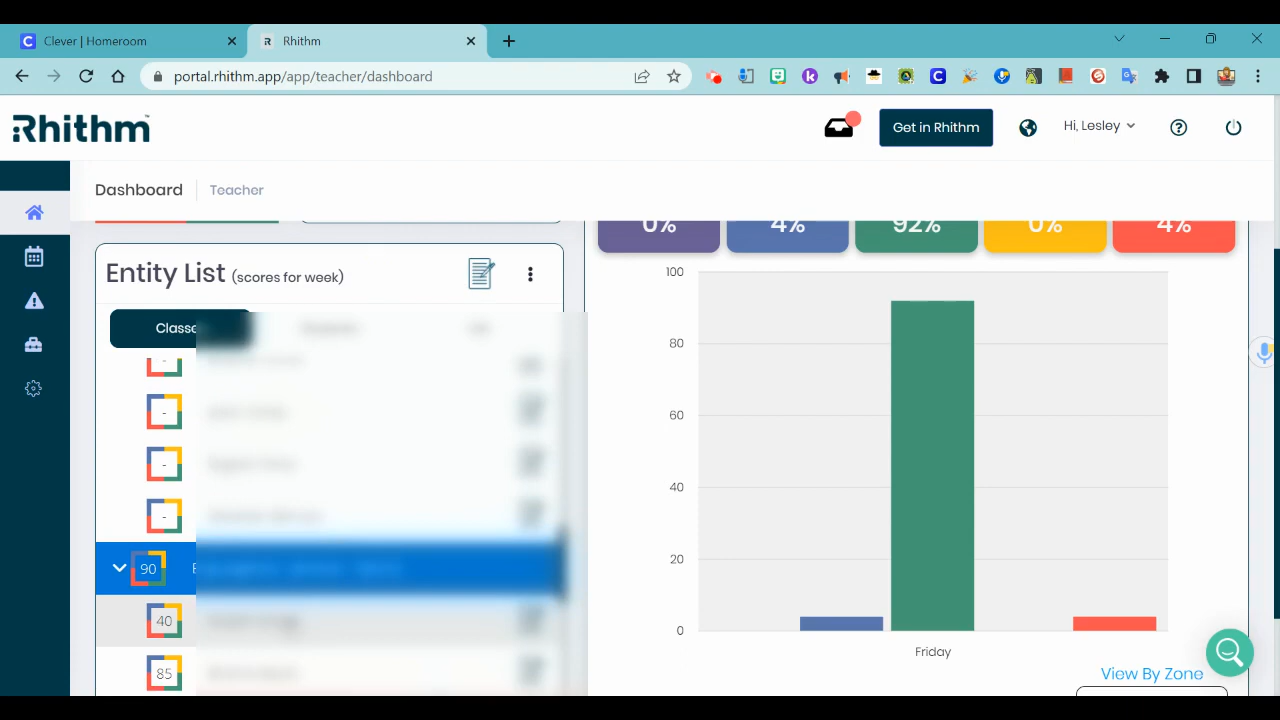 Clever | Homeroom
Rhithm
portal.rhithm.app/app/teacher/dashboard
Rhithm
Get in Rhithm
Hi, Lesley
Dashboard
Teacher
0% 4% 92% 0% 4%
Entity List (scores for week)
Classe
-
-
-
90
40
85
100
80
60
40
20
0
Friday
View By Zone